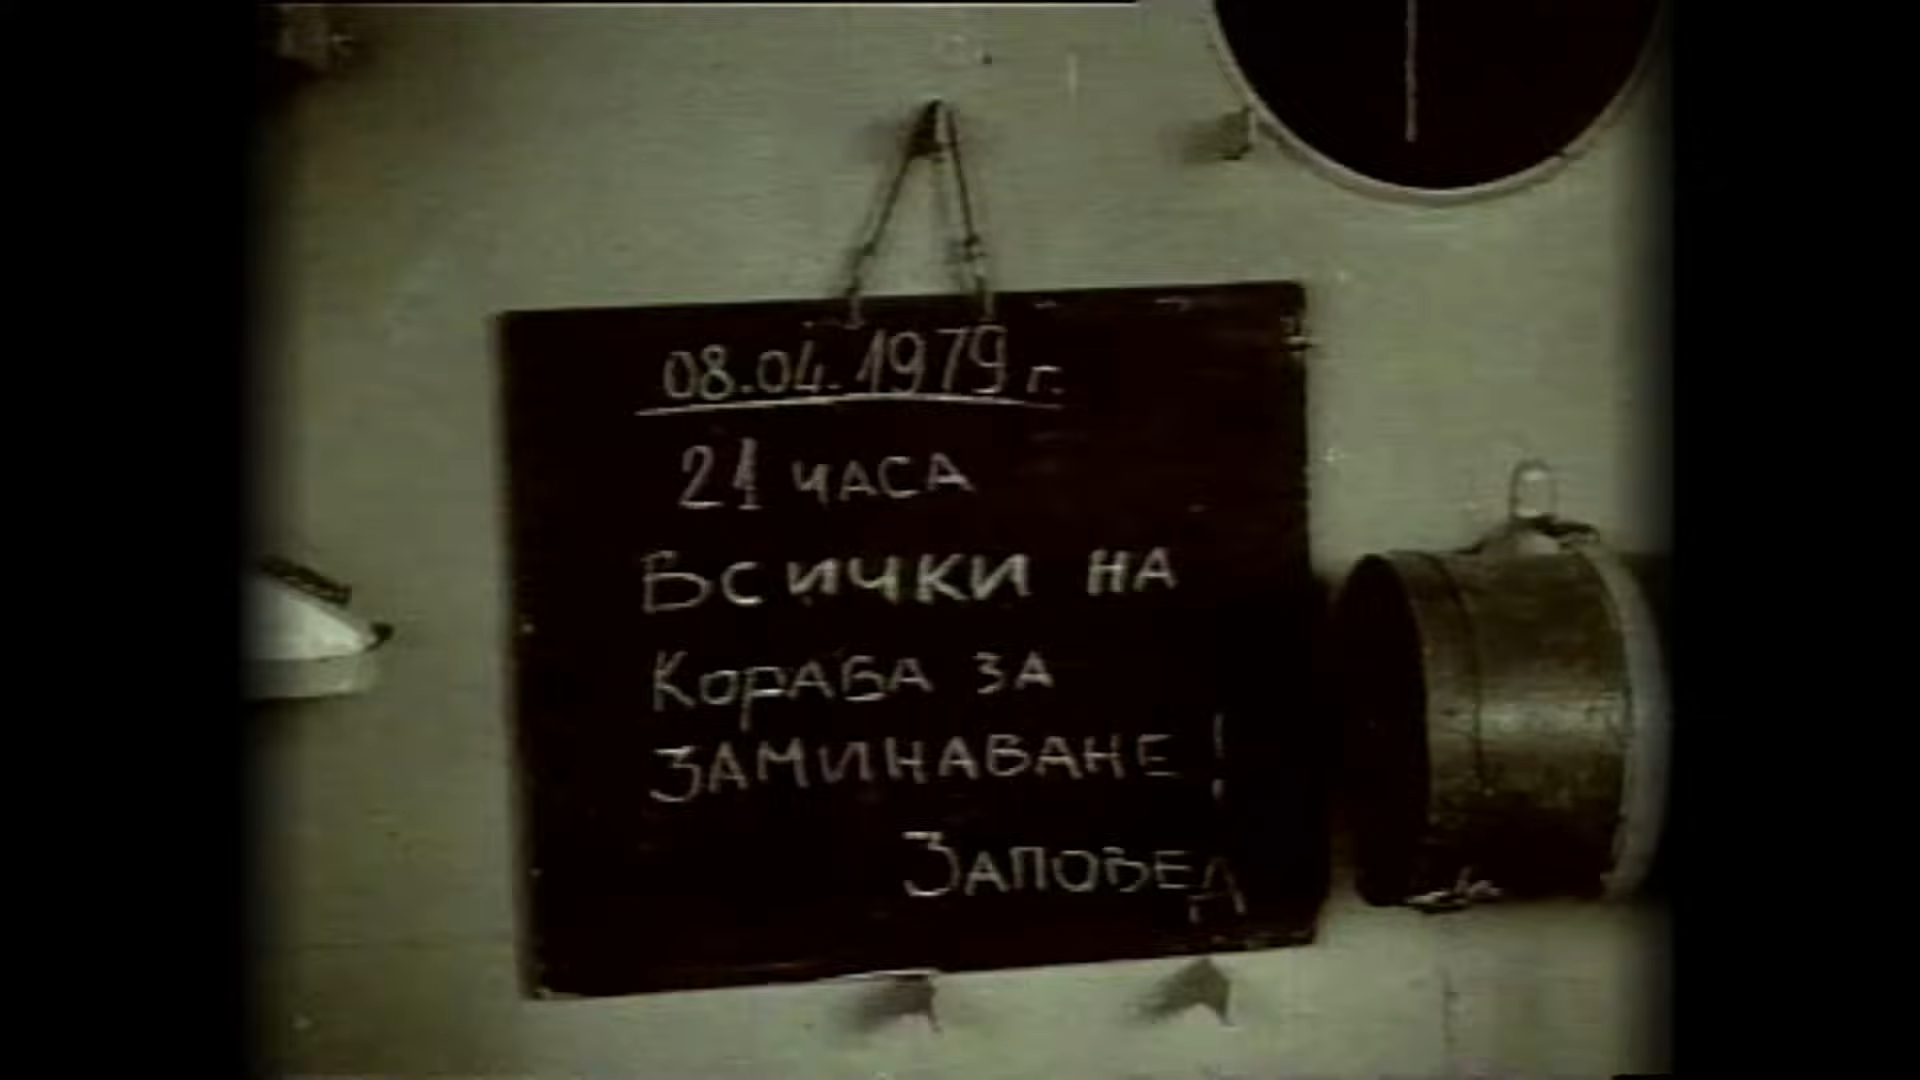 08.04.1979 г.
21 ЧАСА
ВСИЧКИ НА
КОРАБА ЗА
ЗАМИНАВАНЕ!
ЗАПОВЕД